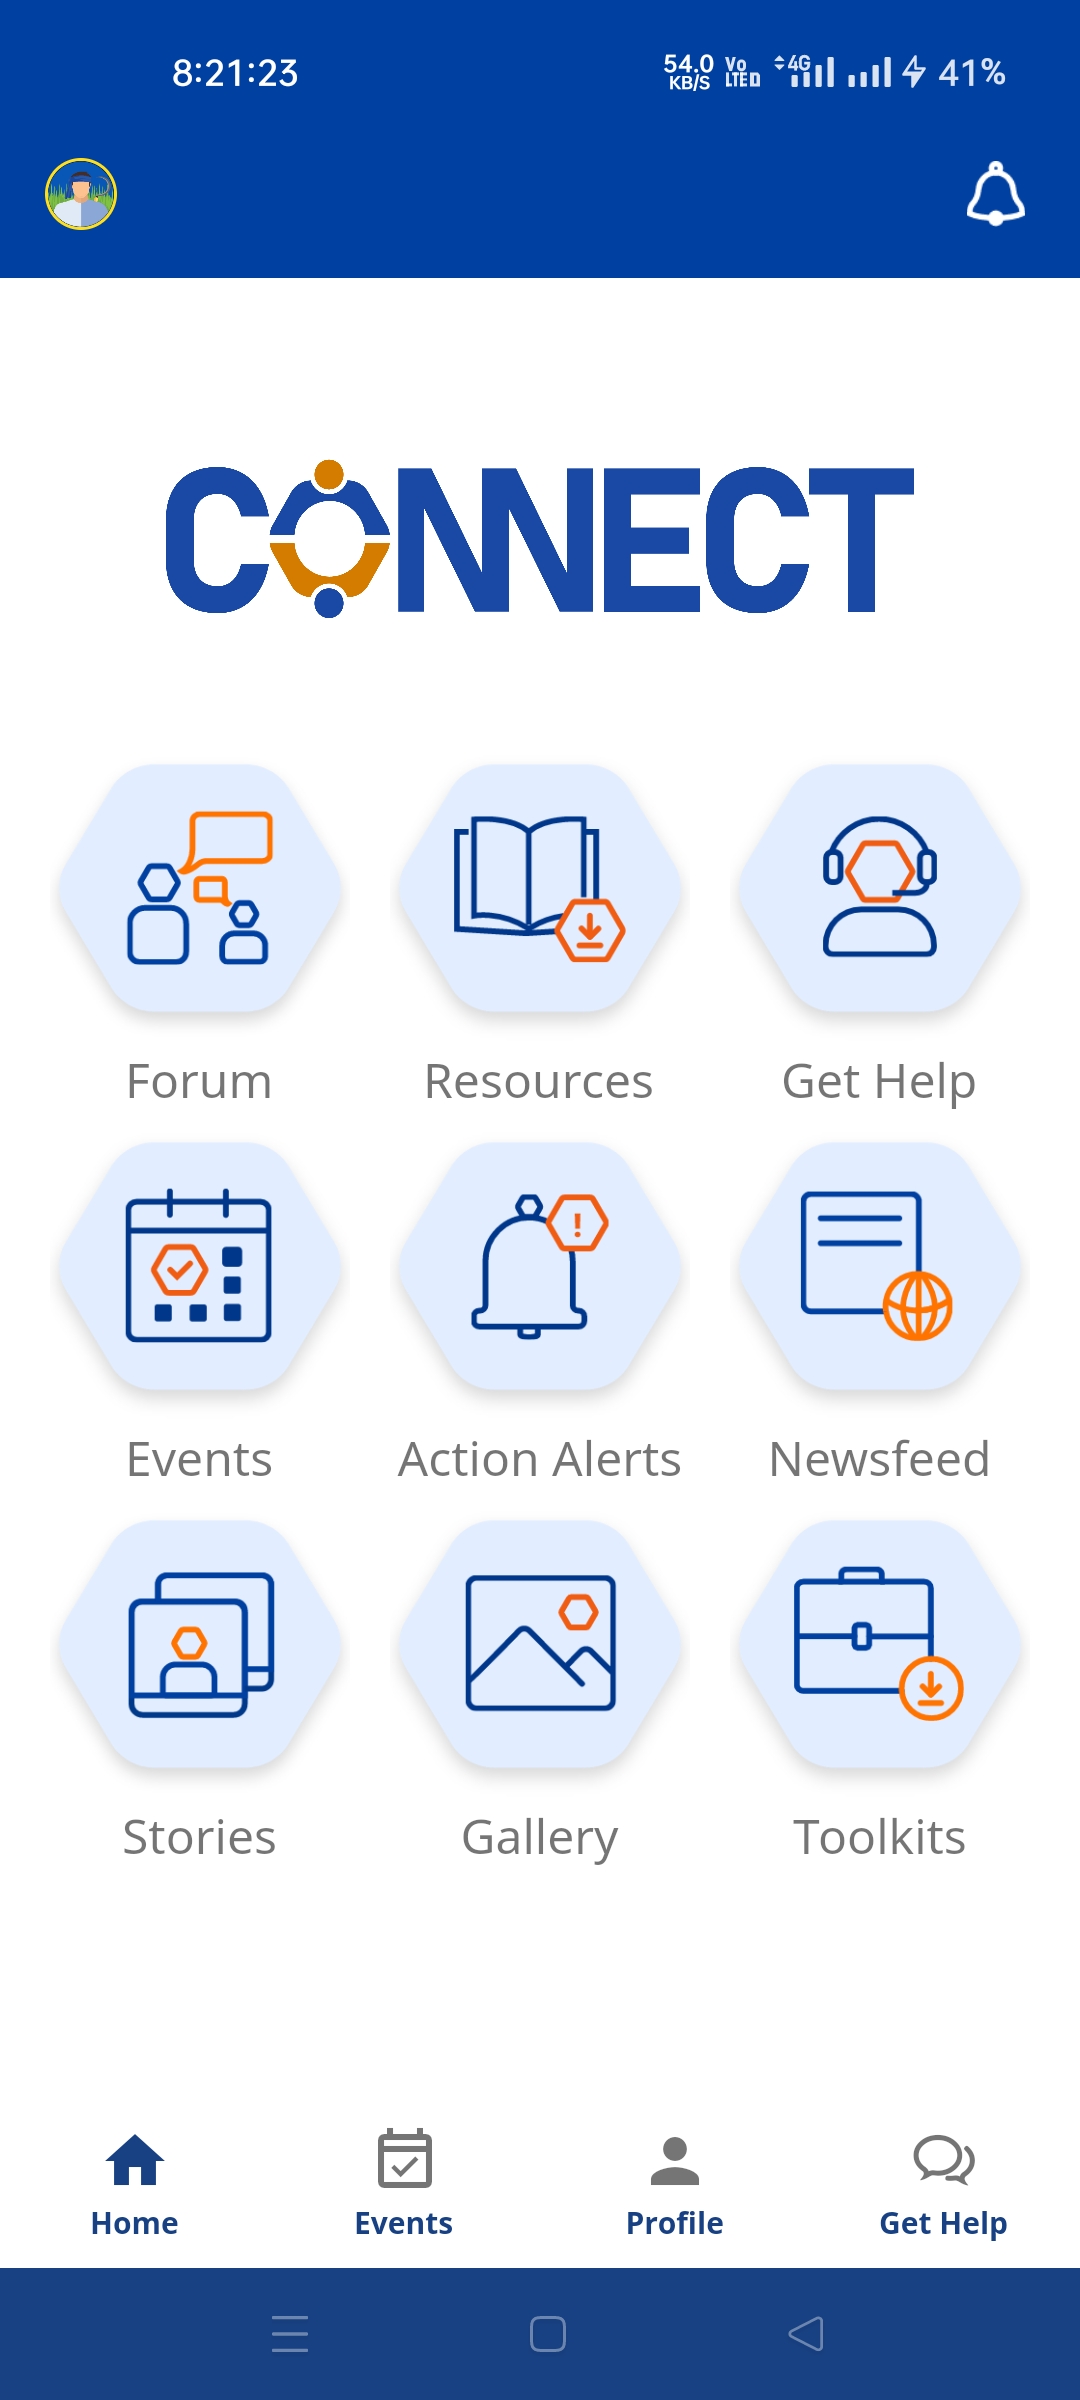 8:21:23
54.0 KB/S Vo LTE 4G 41%
CONNECT
Forum
Resources
Get Help
Events
Action Alerts
Newsfeed
Stories
Gallery
Toolkits
Home
Events
Profile
Get Help